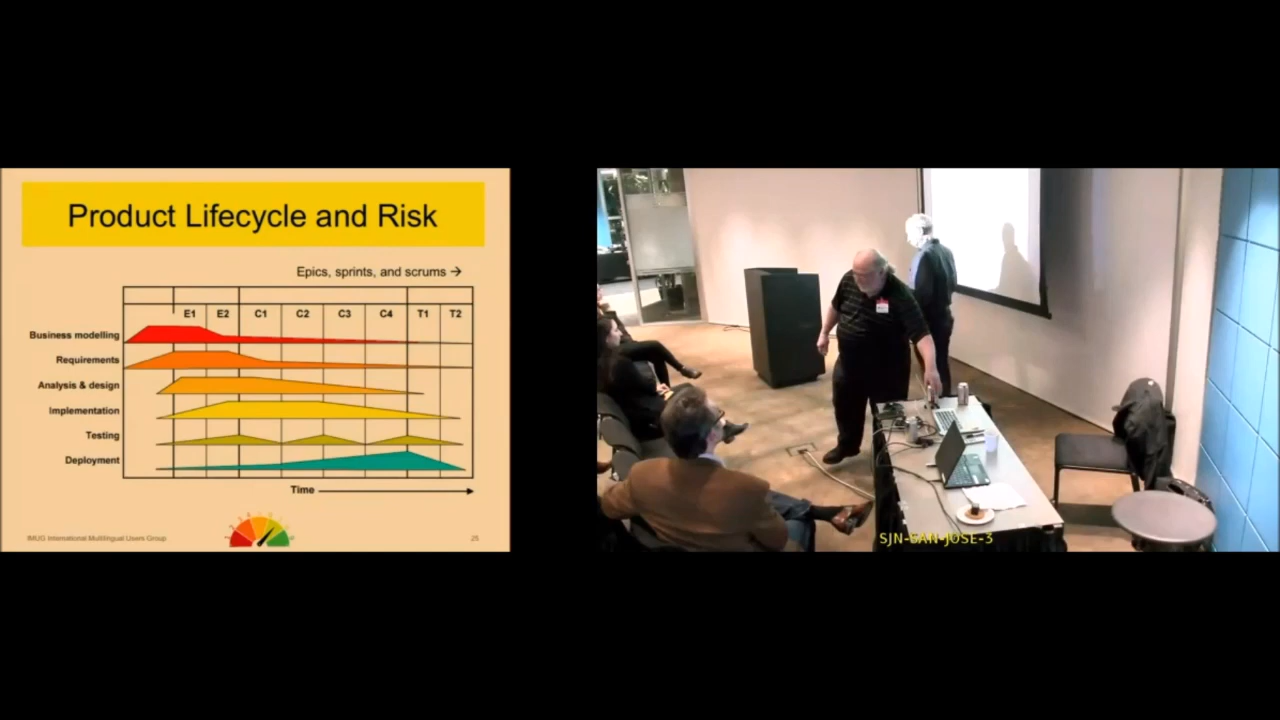 Product Lifecycle and Risk
Epics, sprints, and scrums →
E1 E2 C1 C2 C3 C4 T1 T2
Business modelling
Requirements
Analysis & design
Implementation
Testing
Deployment
Time
IMUG International Multilingual Users Group
25
SJN-SAN-JOSE-3